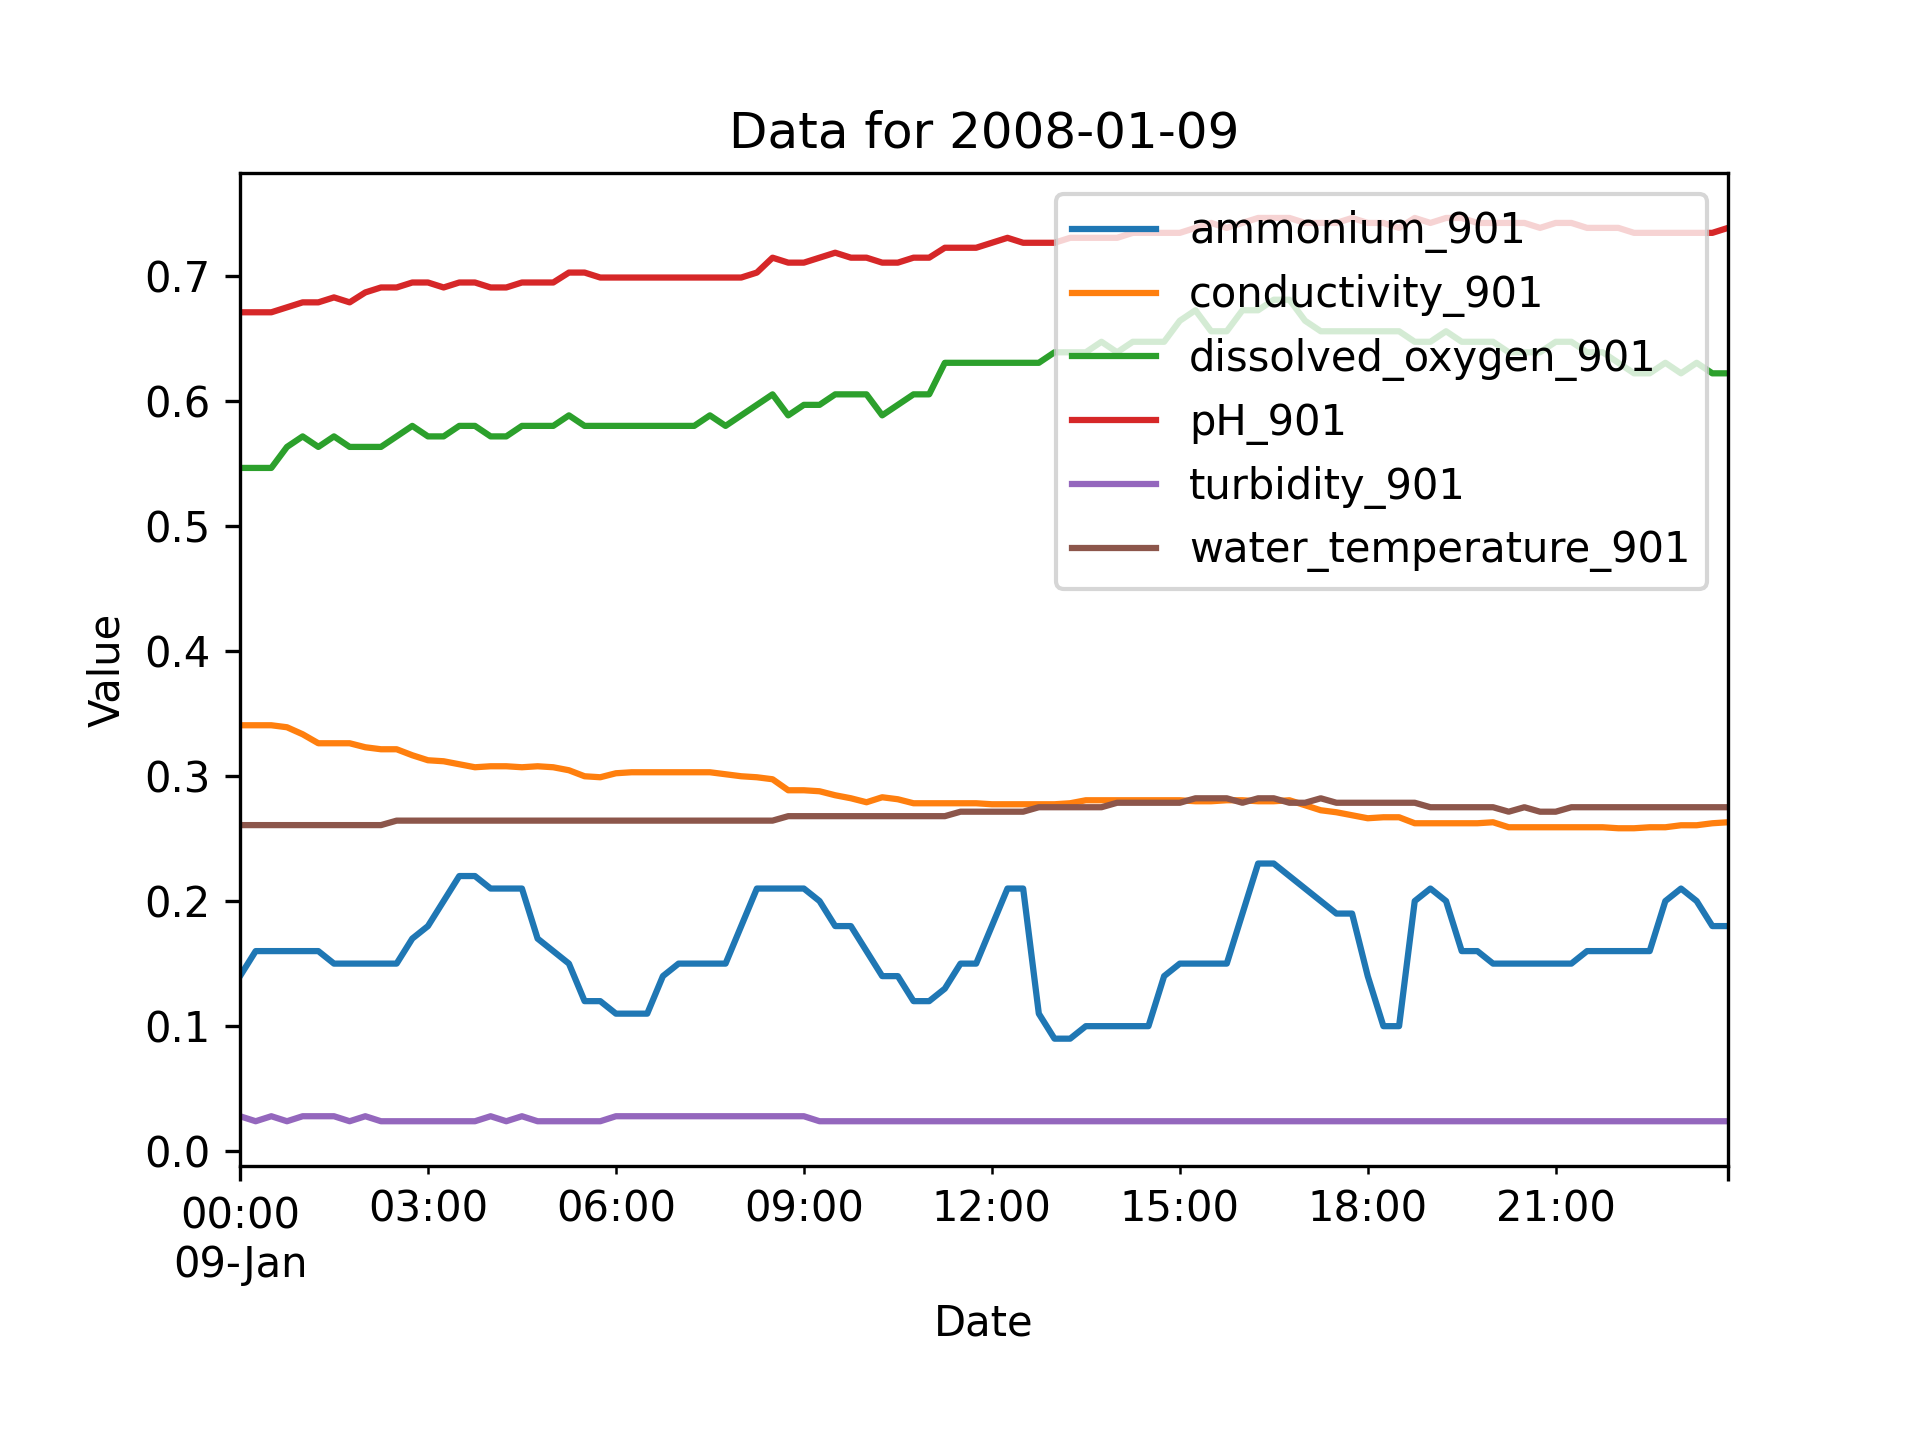 Data for 2008-01-09
ammonium_901
conductivity_901
dissolved_oxygen_901
pH_901
turbidity_901
water_temperature_901
0.7
0.6
0.5
0.4
0.3
0.2
0.1
0.0
Value
00:00 03:00 06:00 09:00 12:00 15:00 18:00 21:00
09-Jan
Date